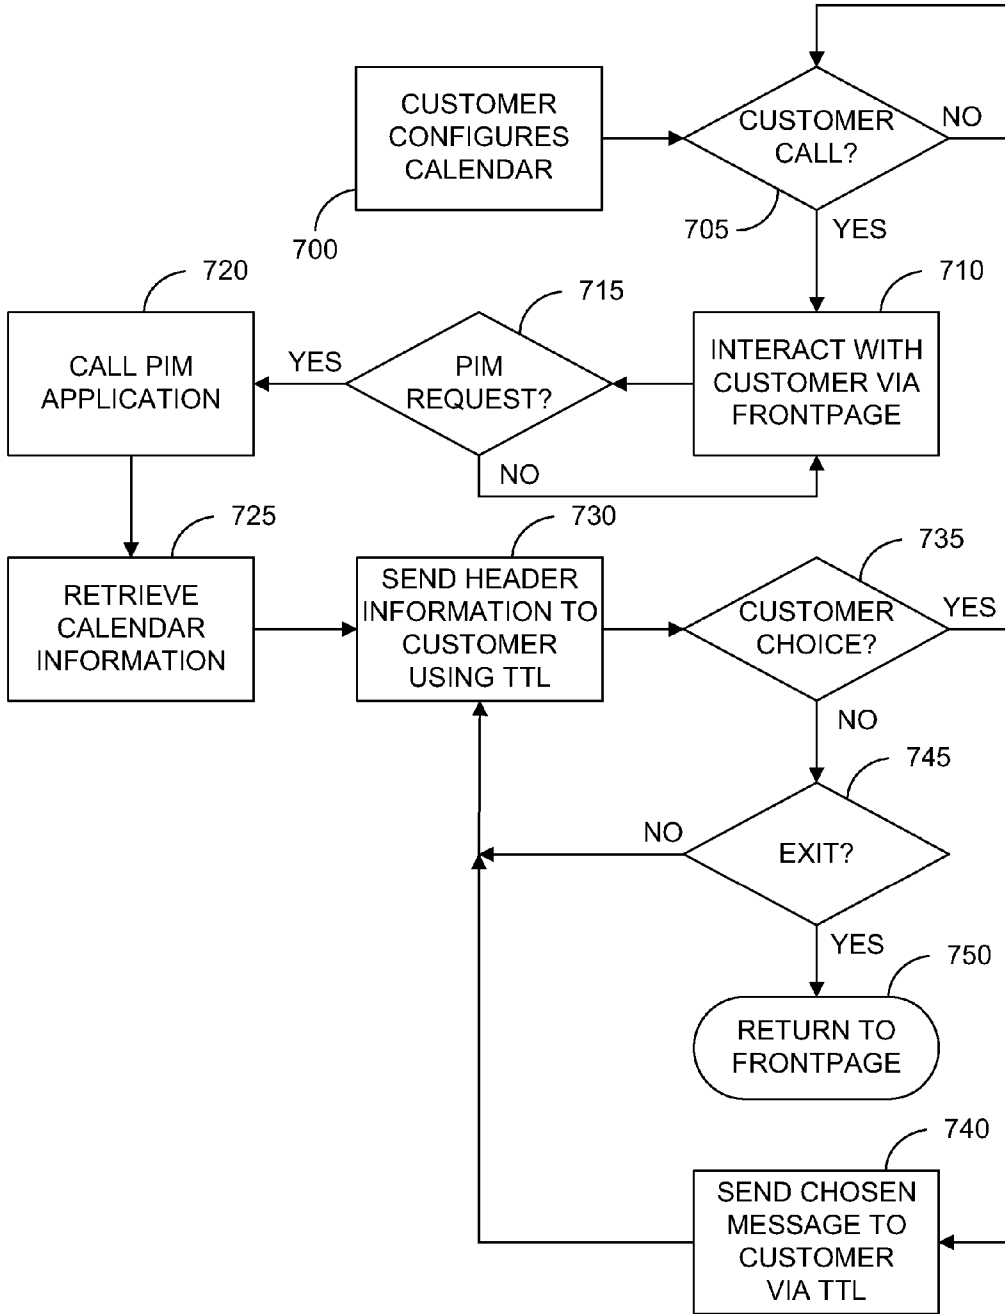 CUSTOMER
CONFIGURES
CALENDAR
700
CUSTOMER
CALL?
NO
705
YES
720
715
710
CALL PIM
APPLICATION
YES
PIM
REQUEST?
NO
INTERACT WITH
CUSTOMER VIA
FRONTPAGE
725
730
735
RETRIEVE
CALENDAR
INFORMATION
SEND HEADER
INFORMATION TO
CUSTOMER
USING TTL
CUSTOMER
CHOICE?
YES
NO
745
NO
EXIT?
YES
750
RETURN TO
FRONTPAGE
740
SEND CHOSEN
MESSAGE TO
CUSTOMER
VIA TTL